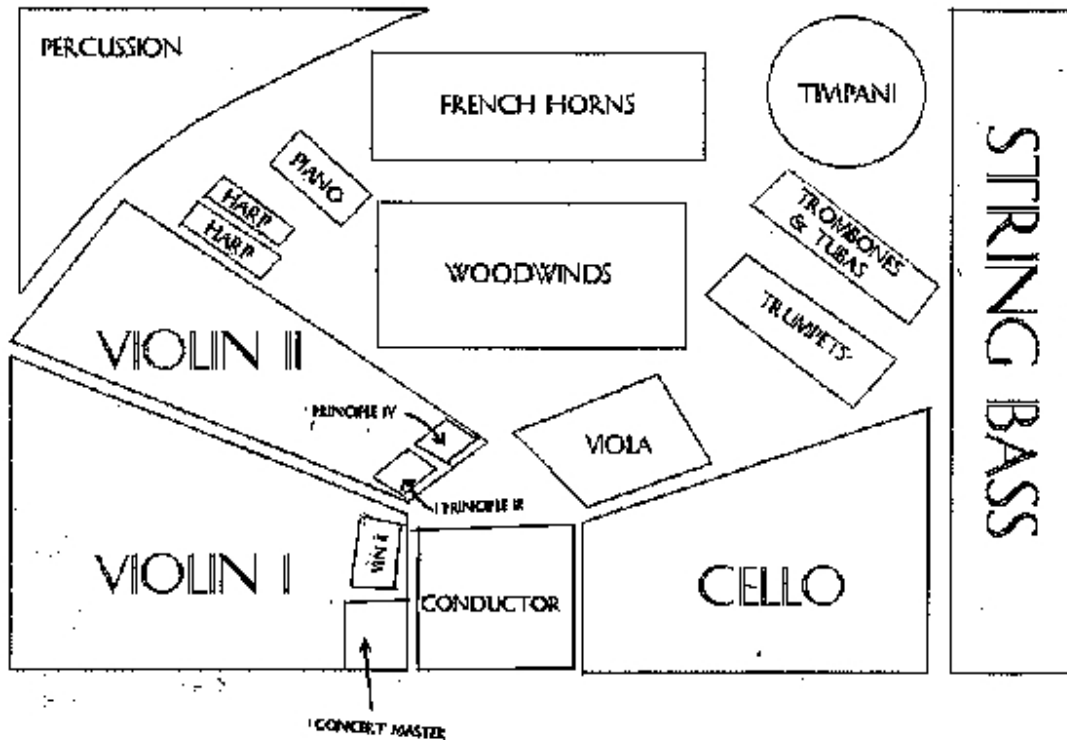 PERCUSSION
FRENCH HORNS
TIMPANI
PIANO
HARP
HARP
WOODWINDS
TROMBONES
& TUBAS
TRUMPETS
STRING BASS
VIOLIN II
PRINCIPLE IV
VIOLA
PRINCIPLE
VIOLIN I
CONDUCTOR
CELLO
CONCERT MASTER